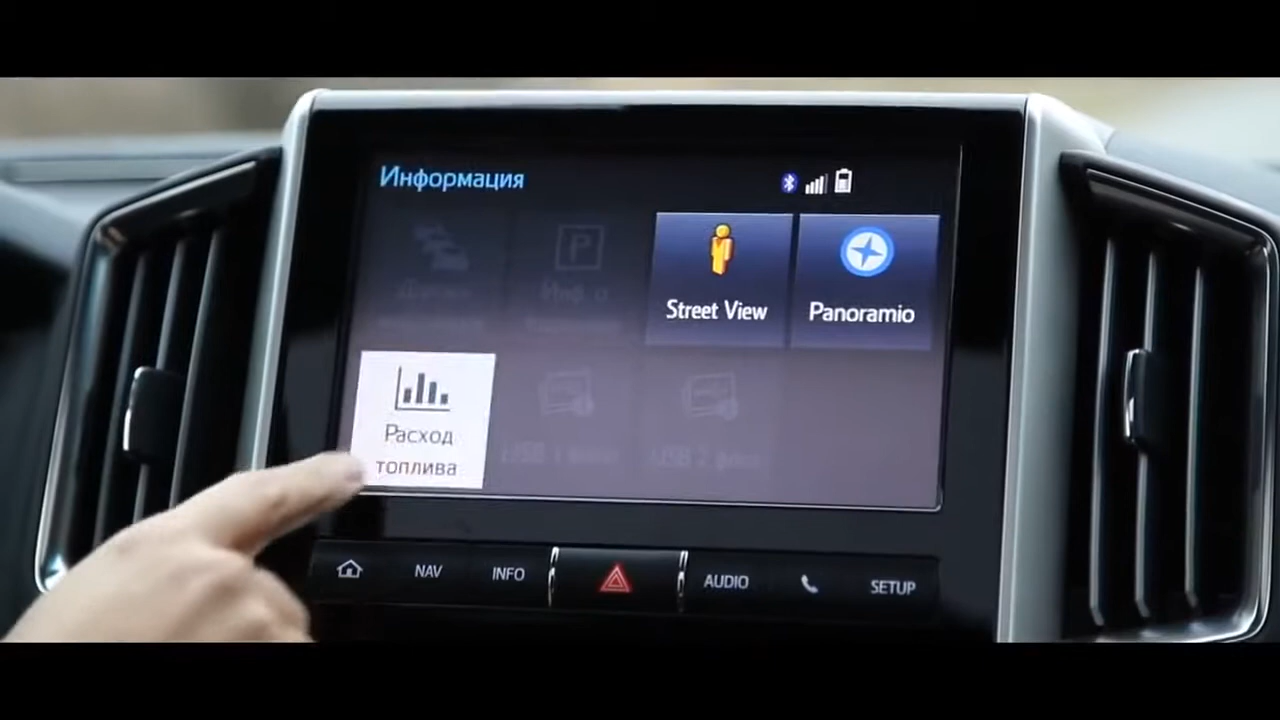 Информация
P
Street View
Panoramio
Расход
топлива
NAV
INFO
AUDIO
SETUP